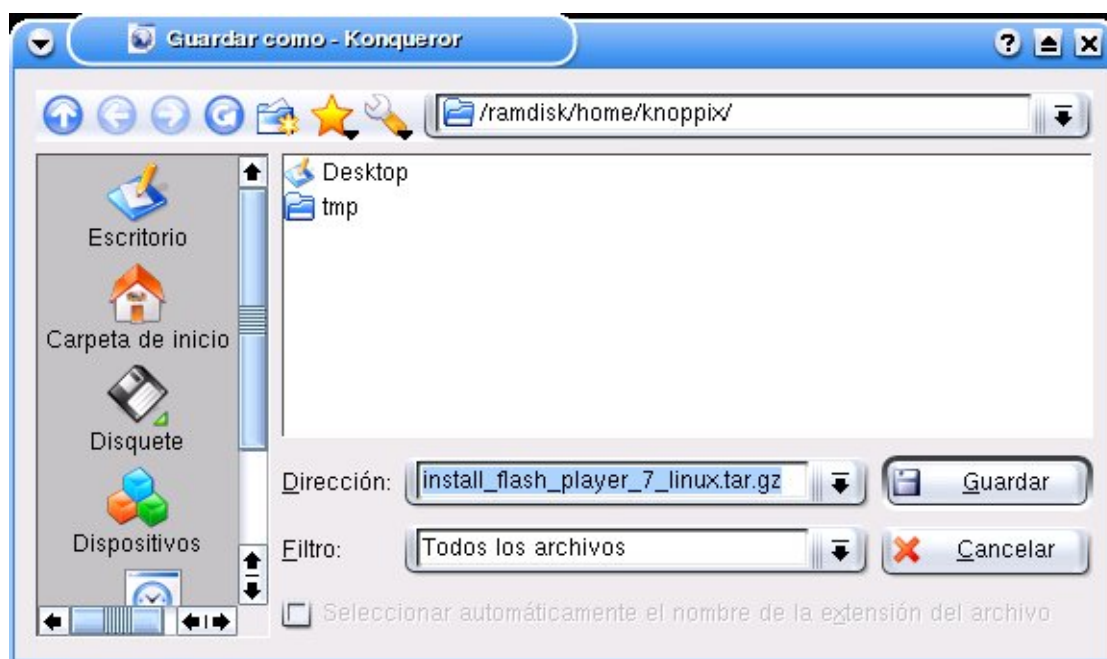 Guardar como - Konqueror
/ramdisk/home/knoppix/
Escritorio
Carpeta de inicio
Disquete
Dispositivos
Desktop
tmp
Dirección: install_flash_player_7_linux.tar.gz Guardar
Filtro: Todos los archivos Cancelar
Seleccionar automáticamente el nombre de la extensión del archivo